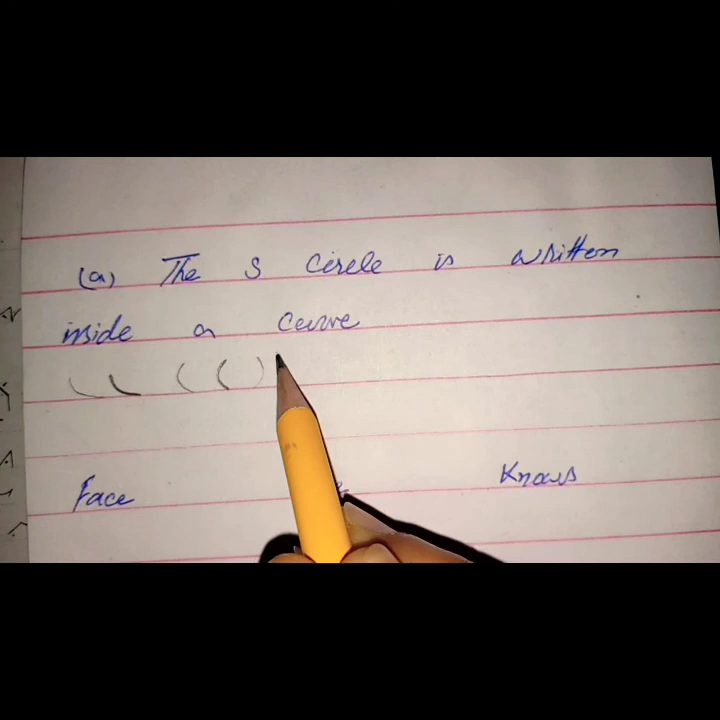 (a) The S Circle is written
inside a curve
Face Knows